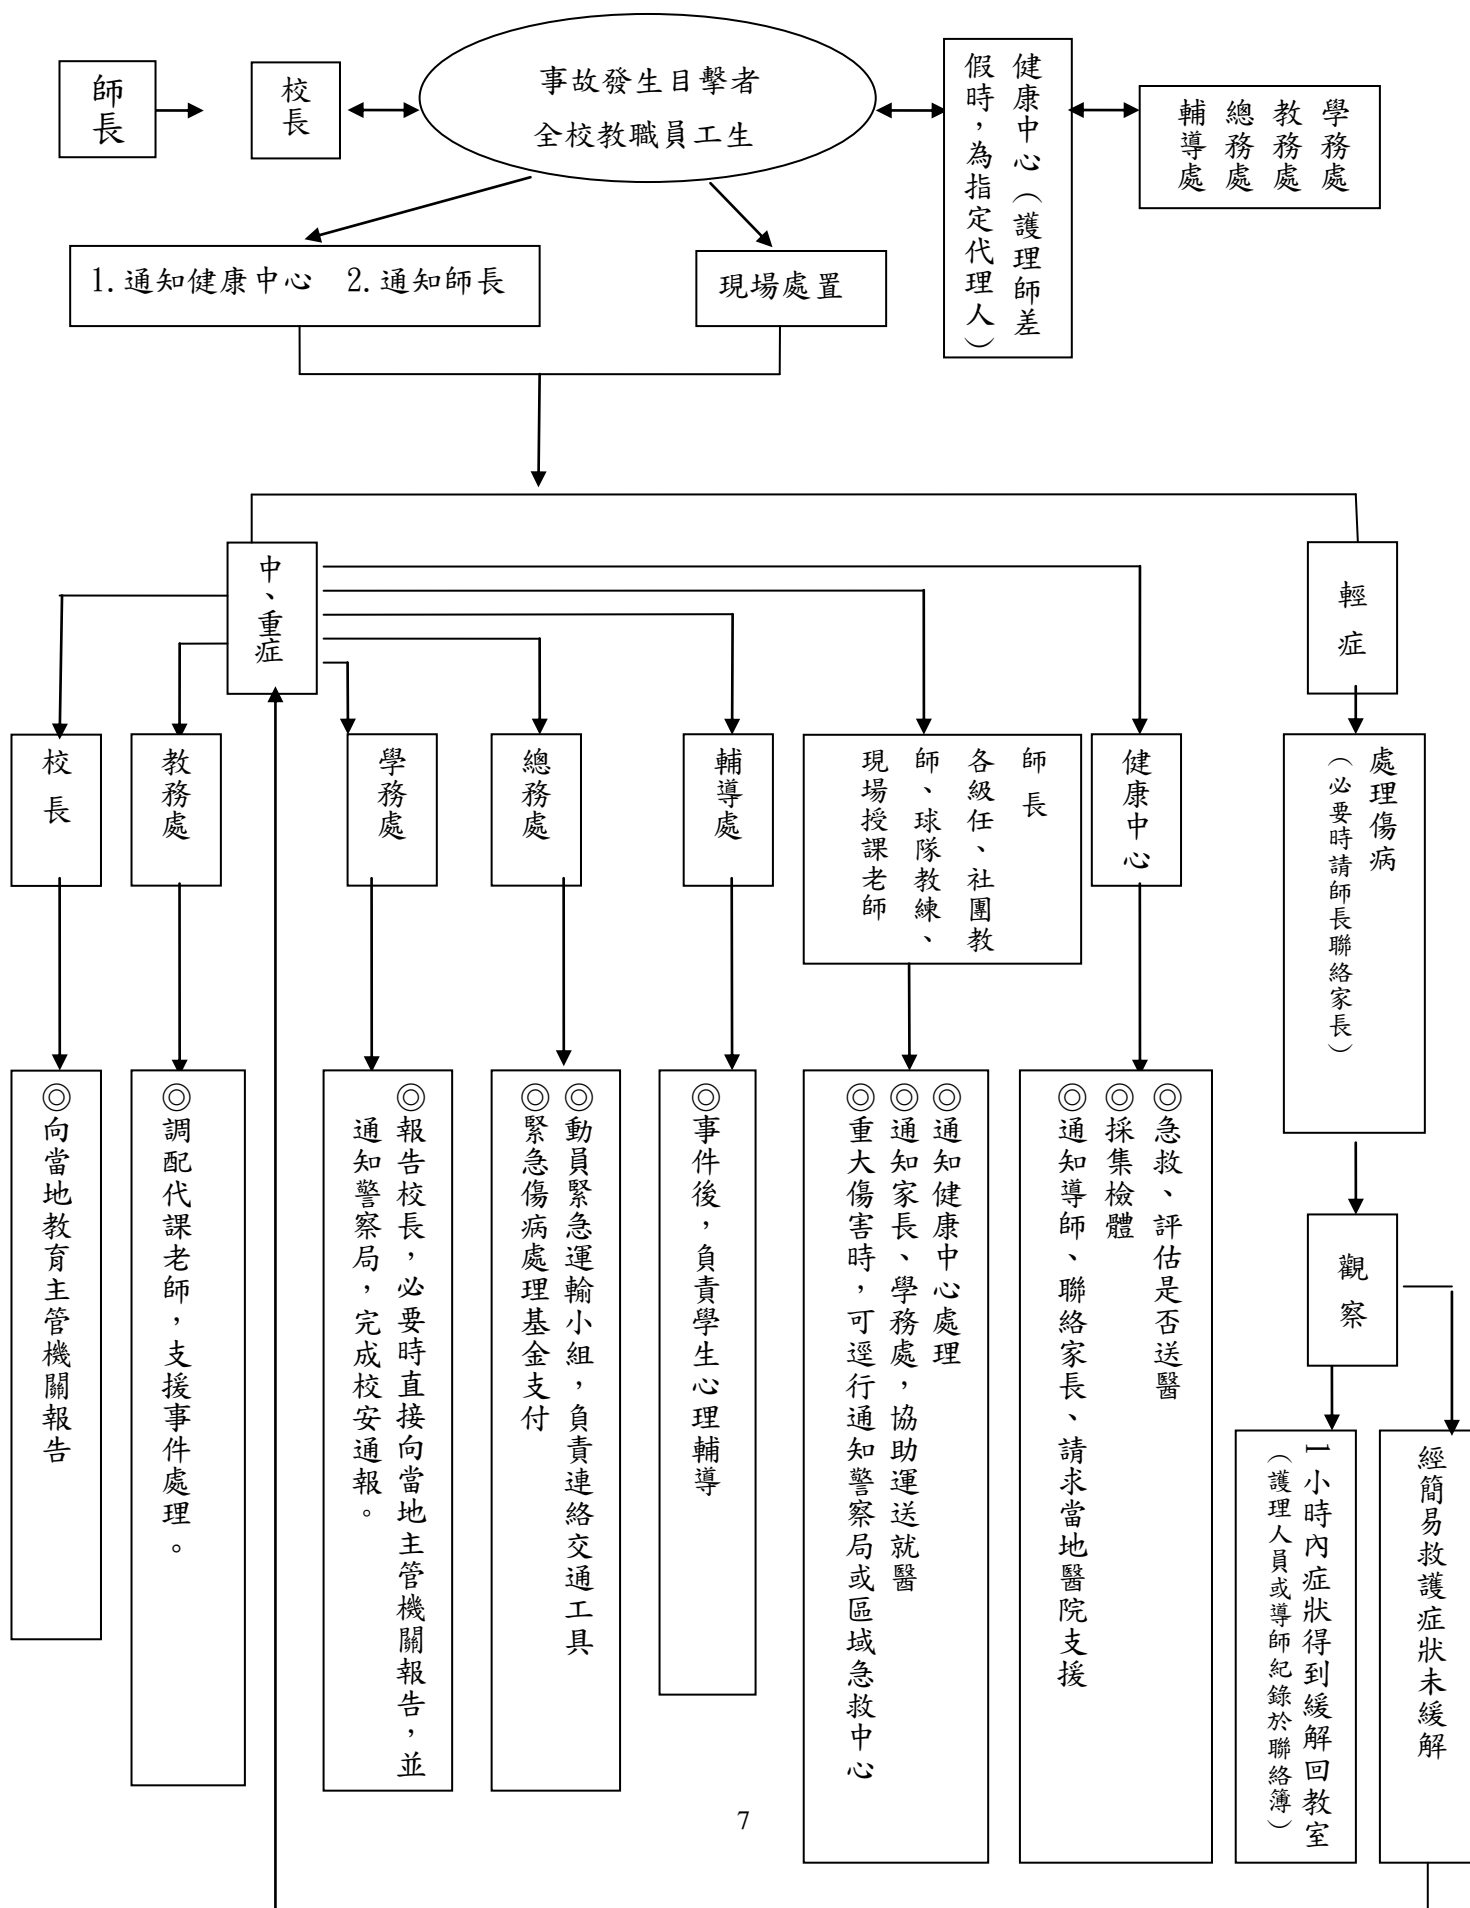 師長
校長
事故發生目擊者
全校教職員工生
健康中心（護理師差
假時，為指定代理人）
學務處
教務處
總務處
輔導處
1.通知健康中心　2.通知師長
現場處置
中、重症
輕症
校長
教務處
學務處
總務處
輔導處
師長
各級任、社團教
師、球隊教練、
現場授課老師
健康中心
處理傷病
（必要時請師長聯絡家長）
◎向當地教育主管機關報告
◎調配代課老師，支援事件處理。
◎報告校長，必要時直接向當地主管機關報告，並
通知警察局，完成校安通報。
◎動員緊急運輸小組，負責連絡交通工具
◎緊急傷病處理基金支付
◎事件後，負責學生心理輔導
◎通知健康中心處理
◎通知家長、學務處，協助運送就醫
◎重大傷害時，可逕行通知警察局或區域急救中心
◎急救、評估是否送醫
◎採集檢體
◎通知導師、聯絡家長、請求當地醫院支援
觀察
1小時內症狀得到緩解回教室
（護理人員或導師紀錄於聯絡簿）
經簡易救護症狀未緩解
7